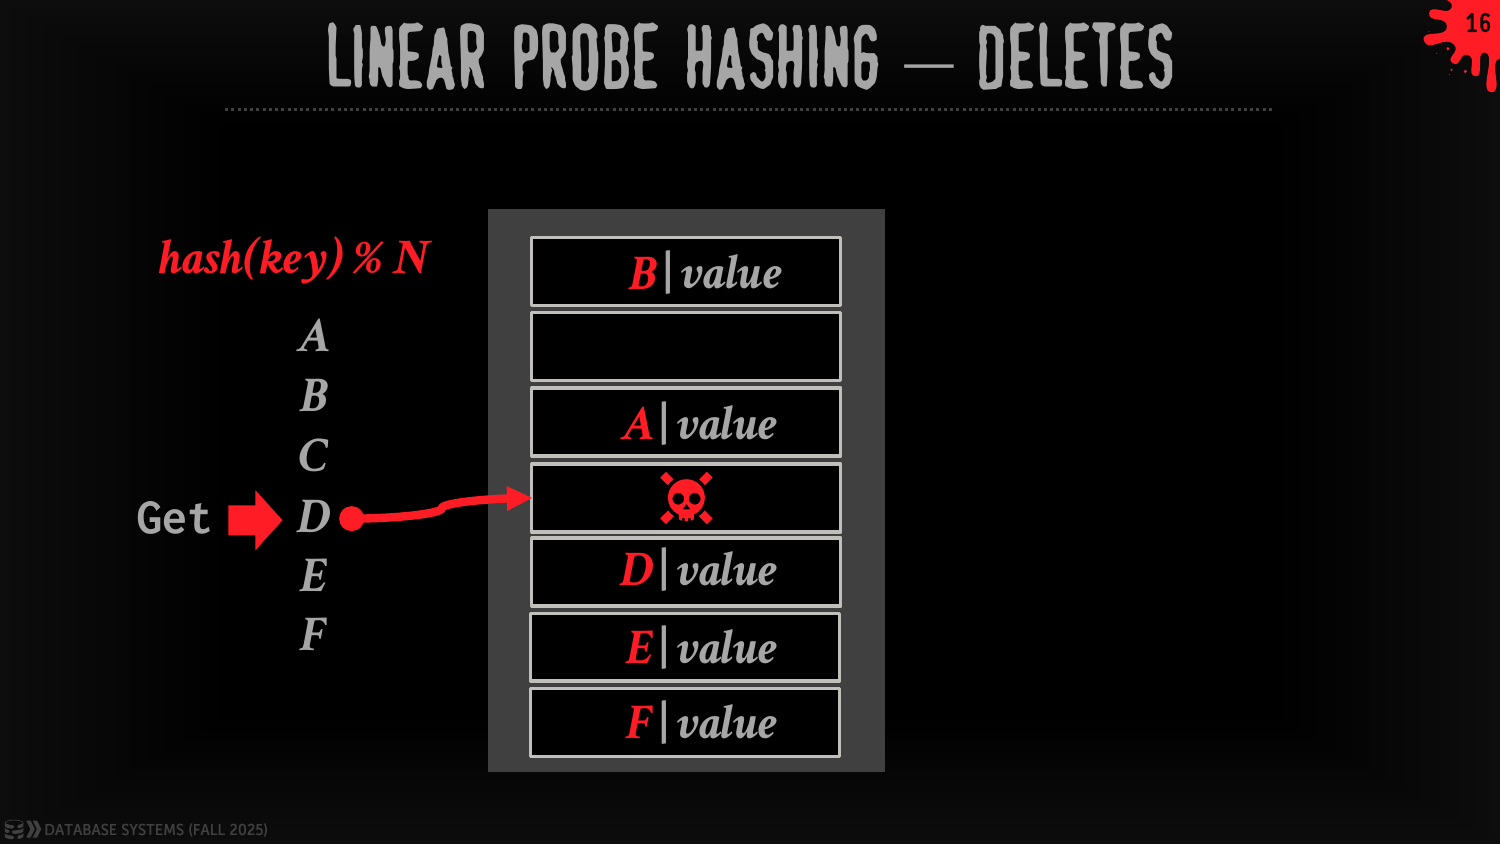 LINEAR PROBE HASHING — DELETES
16
hash(key) % N
A
B
C
Get D
E
F
B|value
A|value
D|value
E|value
F|value
DATABASE SYSTEMS (FALL 2025)